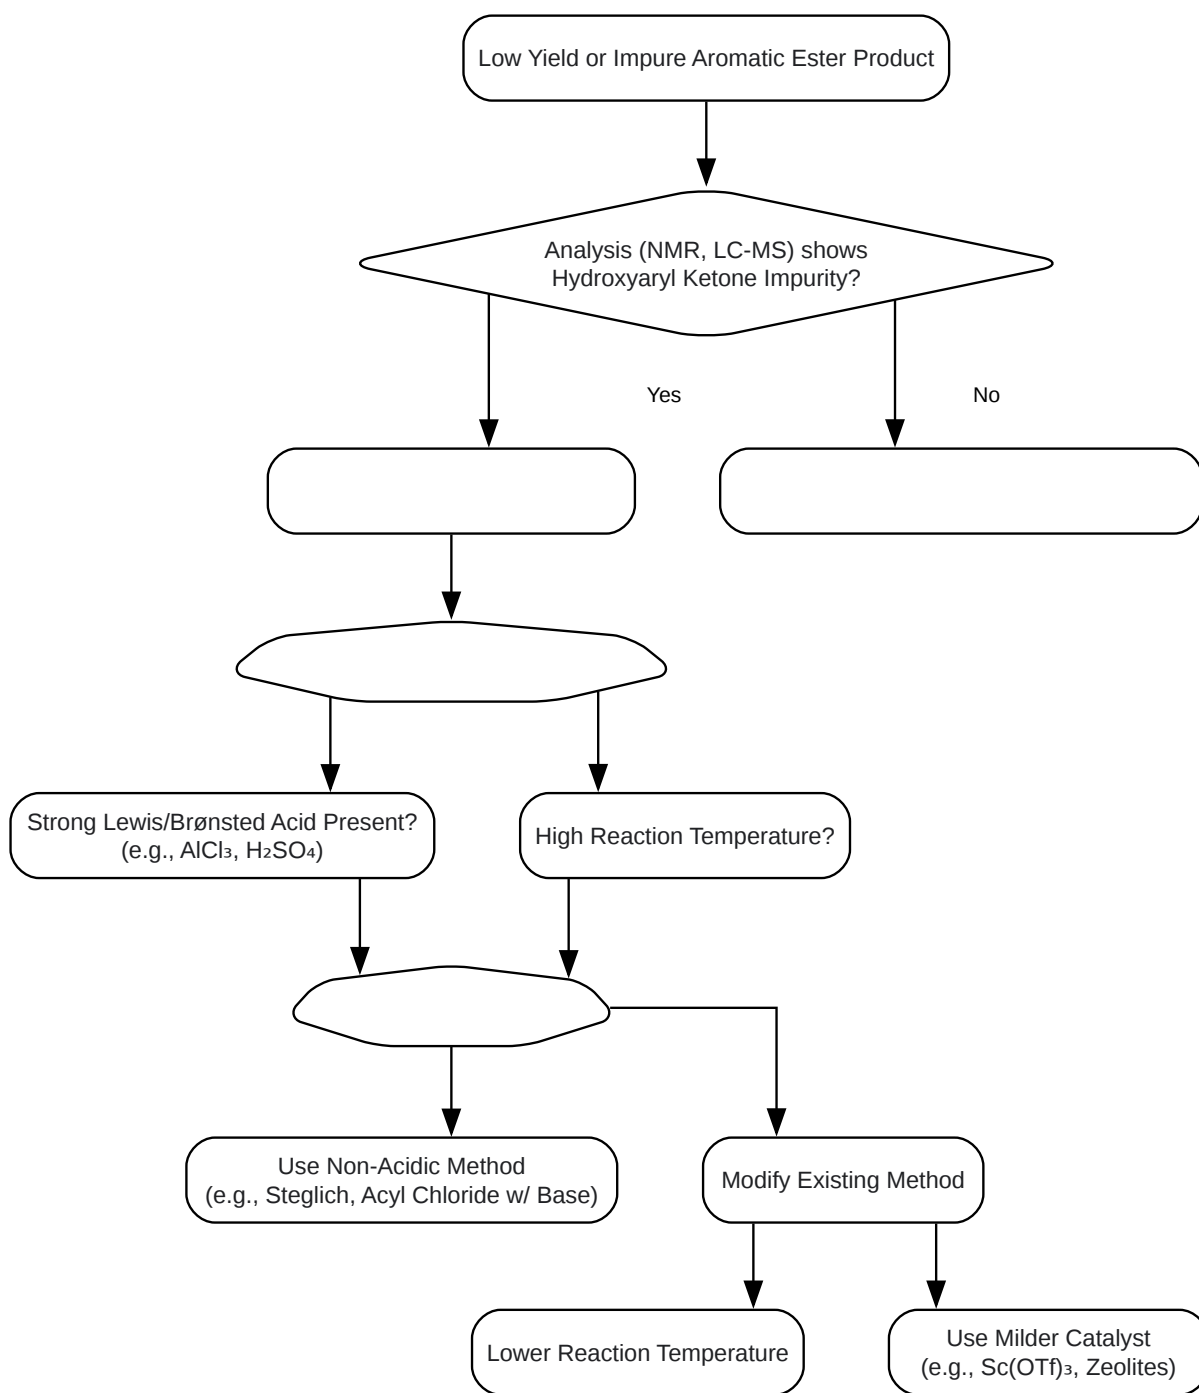 Low Yield or Impure Aromatic Ester Product
Analysis (NMR, LC-MS) shows
Hydroxyaryl Ketone Impurity?
Yes
No
Strong Lewis/Brønsted Acid Present?
(e.g., AlCl₃, H₂SO₄)
High Reaction Temperature?
Use Non-Acidic Method
(e.g., Steglich, Acyl Chloride w/ Base)
Modify Existing Method
Lower Reaction Temperature
Use Milder Catalyst
(e.g., Sc(OTf)₃, Zeolites)